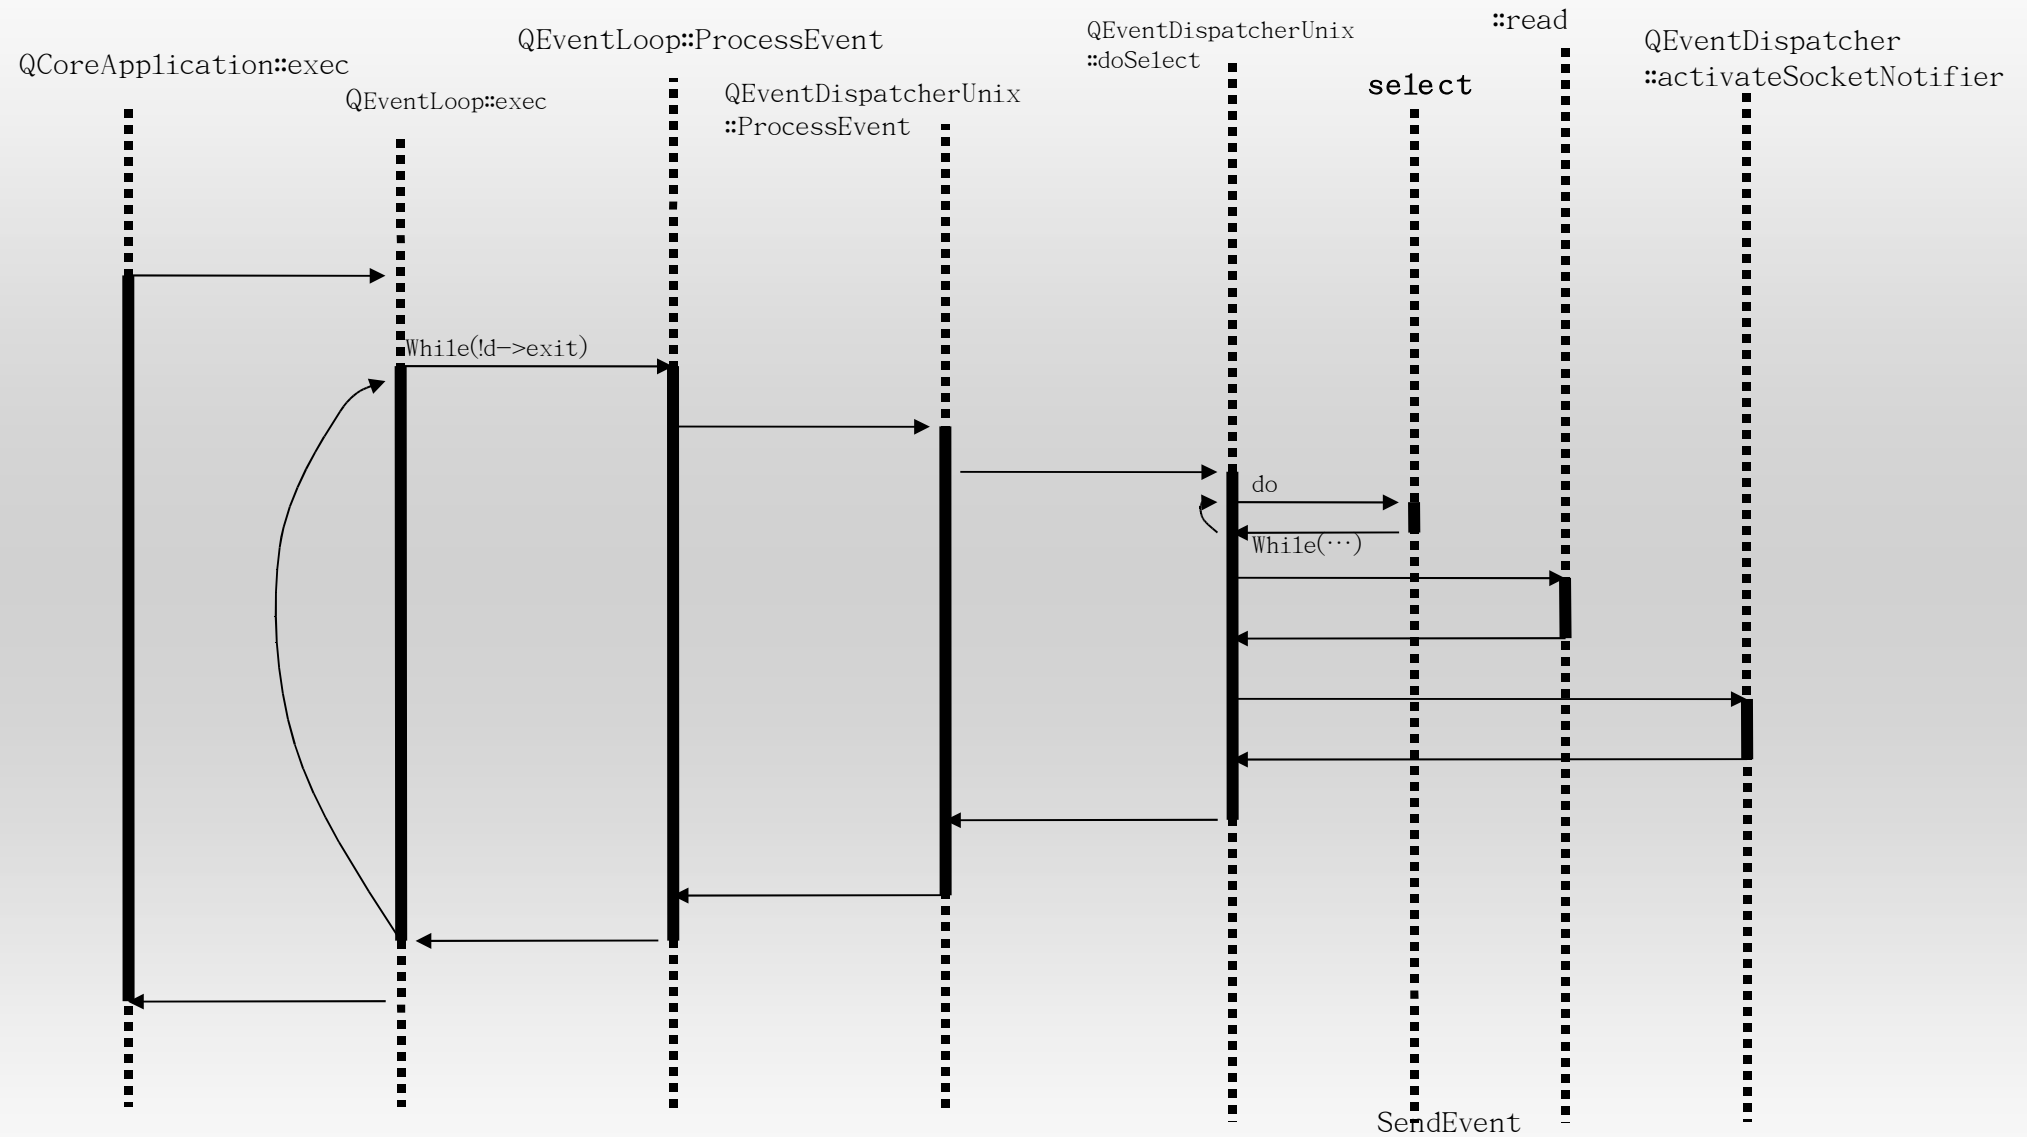 QCoreApplication::exec
QEventLoop::exec
QEventLoop::ProcessEvent
QEventDispatcherUnix
::ProcessEvent
QEventDispatcherUnix
::doSelect
select
::read
QEventDispatcher
::activateSocketNotifier
While(!d->exit)
do
While(…)
SendEvent